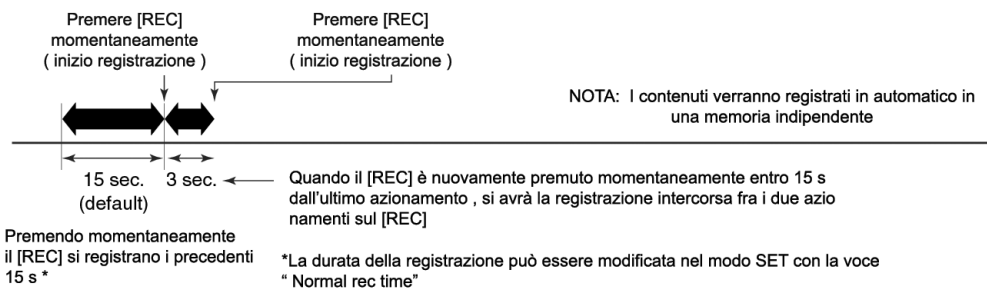 Premere [REC]
momentaneamente
( inizio registrazione )
Premere [REC]
momentaneamente
( inizio registrazione )
NOTA: I contenuti verranno registrati in automatico in
una memoria indipendente
15 sec.
(default)
3 sec.
Quando il [REC] è nuovamente premuto momentaneamente entro 15 s
dall'ultimo azionamento , si avrà la registrazione intercorsa fra i due azio
namenti sul [REC]
Premendo momentaneamente
il [REC] si registrano i precedenti
15 s *
*La durata della registrazione può essere modificata nel modo SET con la voce
“ Normal rec time”